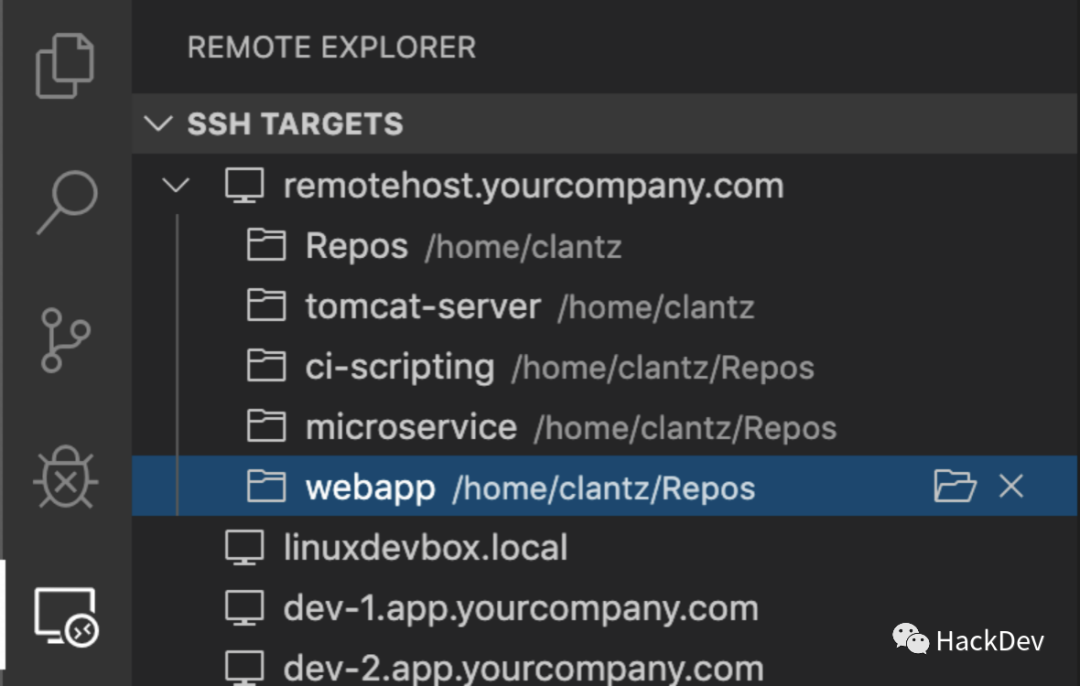 REMOTE EXPLORER
SSH TARGETS
remotehost.yourcompany.com
Repos /home/clantz
tomcat-server /home/clantz
ci-scripting /home/clantz/Repos
microservice /home/clantz/Repos
webapp /home/clantz/Repos
linuxdevbox.local
dev-1.app.yourcompany.com
dev-2.app.yourcompany.com
HackDev